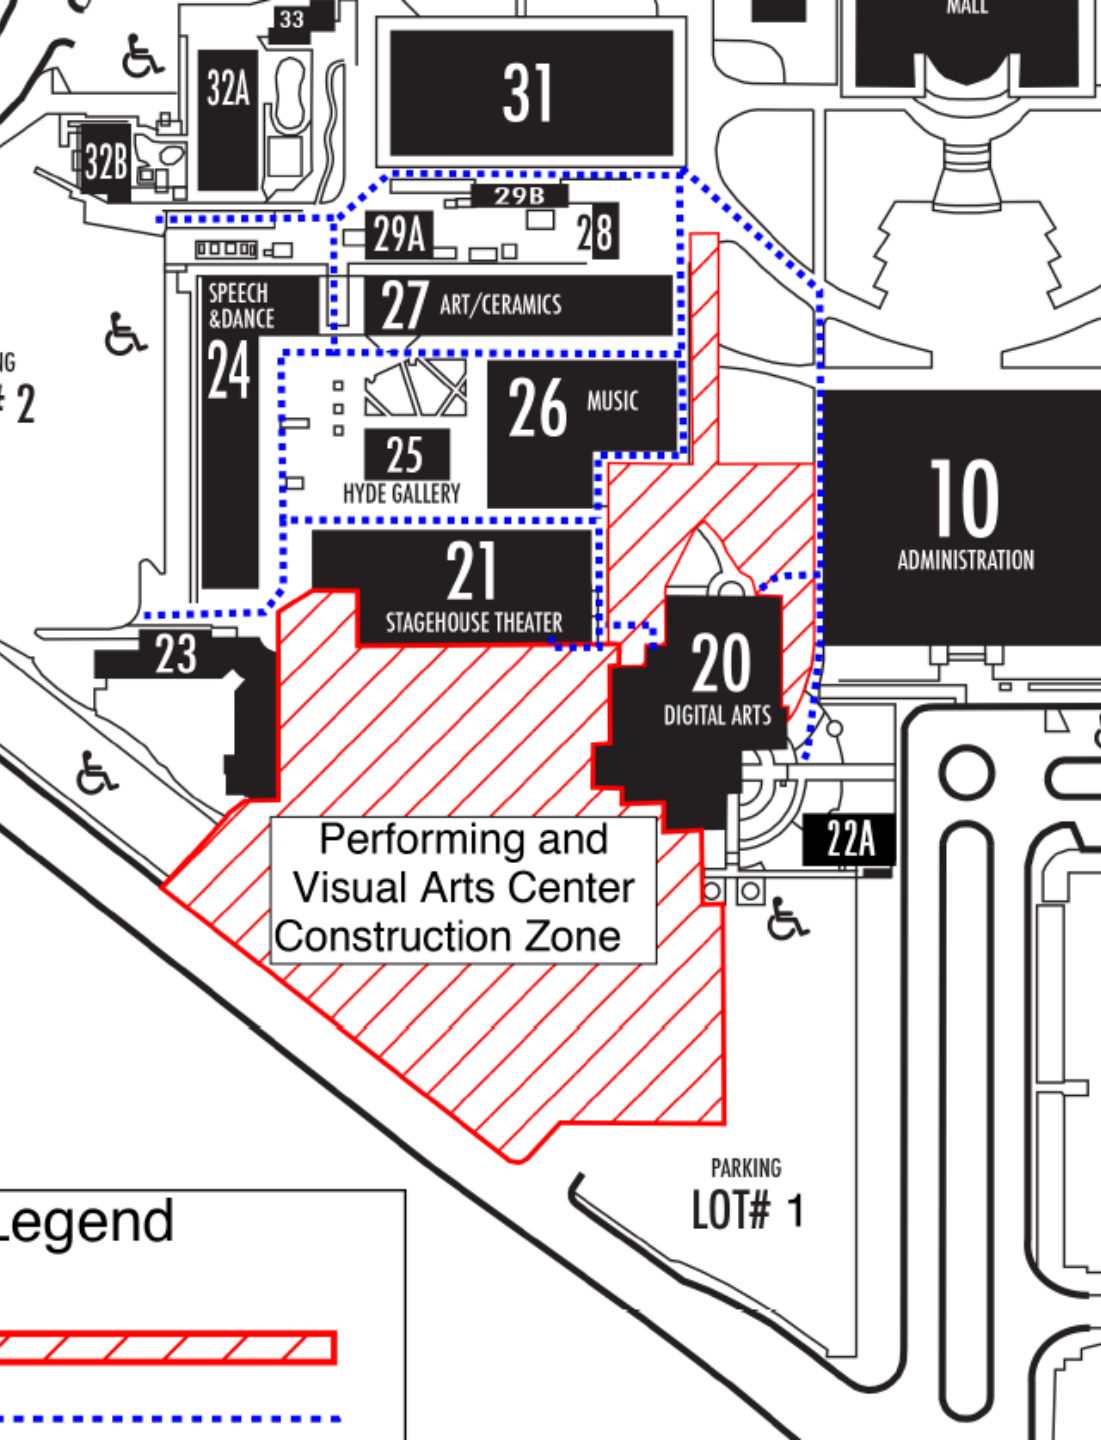 33
MALL
32A
31
32B
29B
29A
28
SPEECH
&DANCE
27 ART/CERAMICS
NG
# 2
24
26 MUSIC
25
HYDE GALLERY
10
ADMINISTRATION
21
STAGEHOUSE THEATER
23
20
DIGITAL ARTS
22A
Performing and
Visual Arts Center
Construction Zone
PARKING
LOT# 1
Legend